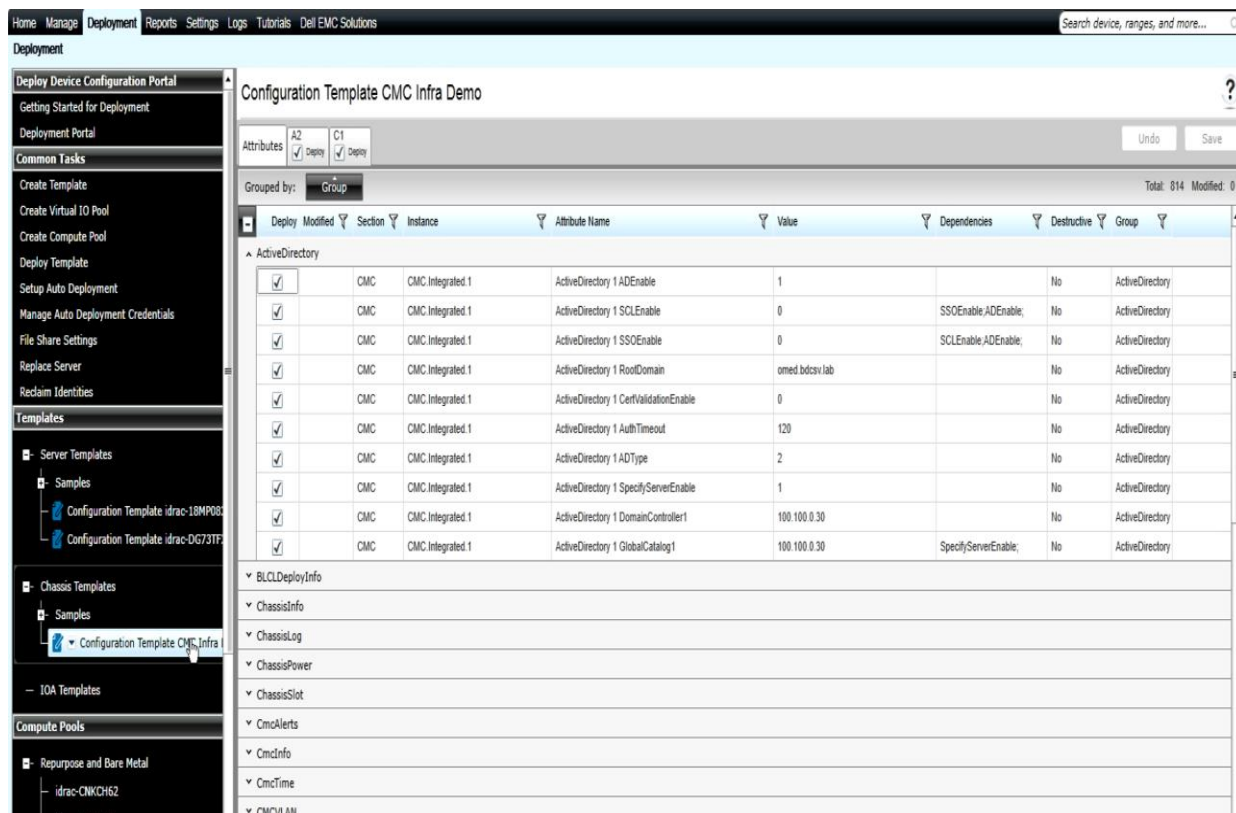 Home Manage Deployment Reports Settings Logs Tutorials Dell EMC Solutions
Search device, ranges, and more...
Deployment
Deploy Device Configuration Portal
Getting Started for Deployment
Deployment Portal
Common Tasks
Create Template
Create Virtual IO Pool
Create Compute Pool
Deploy Template
Setup Auto Deployment
Manage Auto Deployment Credentials
File Share Settings
Replace Server
Reclaim Identities
Templates
Server Templates
Samples
Configuration Template idrac-18MP08
Configuration Template idrac-DG73TF
Chassis Templates
Samples
Configuration Template CMC Infra
IOA Templates
Compute Pools
Repurpose and Bare Metal
idrac-CNKCH62
Configuration Template CMC Infra Demo
?
Attributes A2 Deploy C1 Deploy
Undo Save
Grouped by: Group
Total: 814 Modified: 0
Deploy Modified Section Instance Attribute Name Value Dependencies Destructive Group
ActiveDirectory
CMC CMC.Integrated.1 ActiveDirectory 1 ADEnable 1 No ActiveDirectory
CMC CMC.Integrated.1 ActiveDirectory 1 SCLEnable 0 SSOEnable;ADEnable; No ActiveDirectory
CMC CMC.Integrated.1 ActiveDirectory 1 SSOEnable 0 SCLEnable;ADEnable; No ActiveDirectory
CMC CMC.Integrated.1 ActiveDirectory 1 RootDomain omed.bdcsv.lab No ActiveDirectory
CMC CMC.Integrated.1 ActiveDirectory 1 CertValidationEnable 0 No ActiveDirectory
CMC CMC.Integrated.1 ActiveDirectory 1 AuthTimeout 120 No ActiveDirectory
CMC CMC.Integrated.1 ActiveDirectory 1 ADType 2 No ActiveDirectory
CMC CMC.Integrated.1 ActiveDirectory 1 SpecifyServerEnable 1 No ActiveDirectory
CMC CMC.Integrated.1 ActiveDirectory 1 DomainController1 100.100.0.30 No ActiveDirectory
CMC CMC.Integrated.1 ActiveDirectory 1 GlobalCatalog1 100.100.0.30 SpecifyServerEnable; No ActiveDirectory
BLCLDeployInfo
ChassisInfo
ChassisLog
ChassisPower
ChassisSlot
CmcAlerts
CmcInfo
CmcTime
CMCVLAN